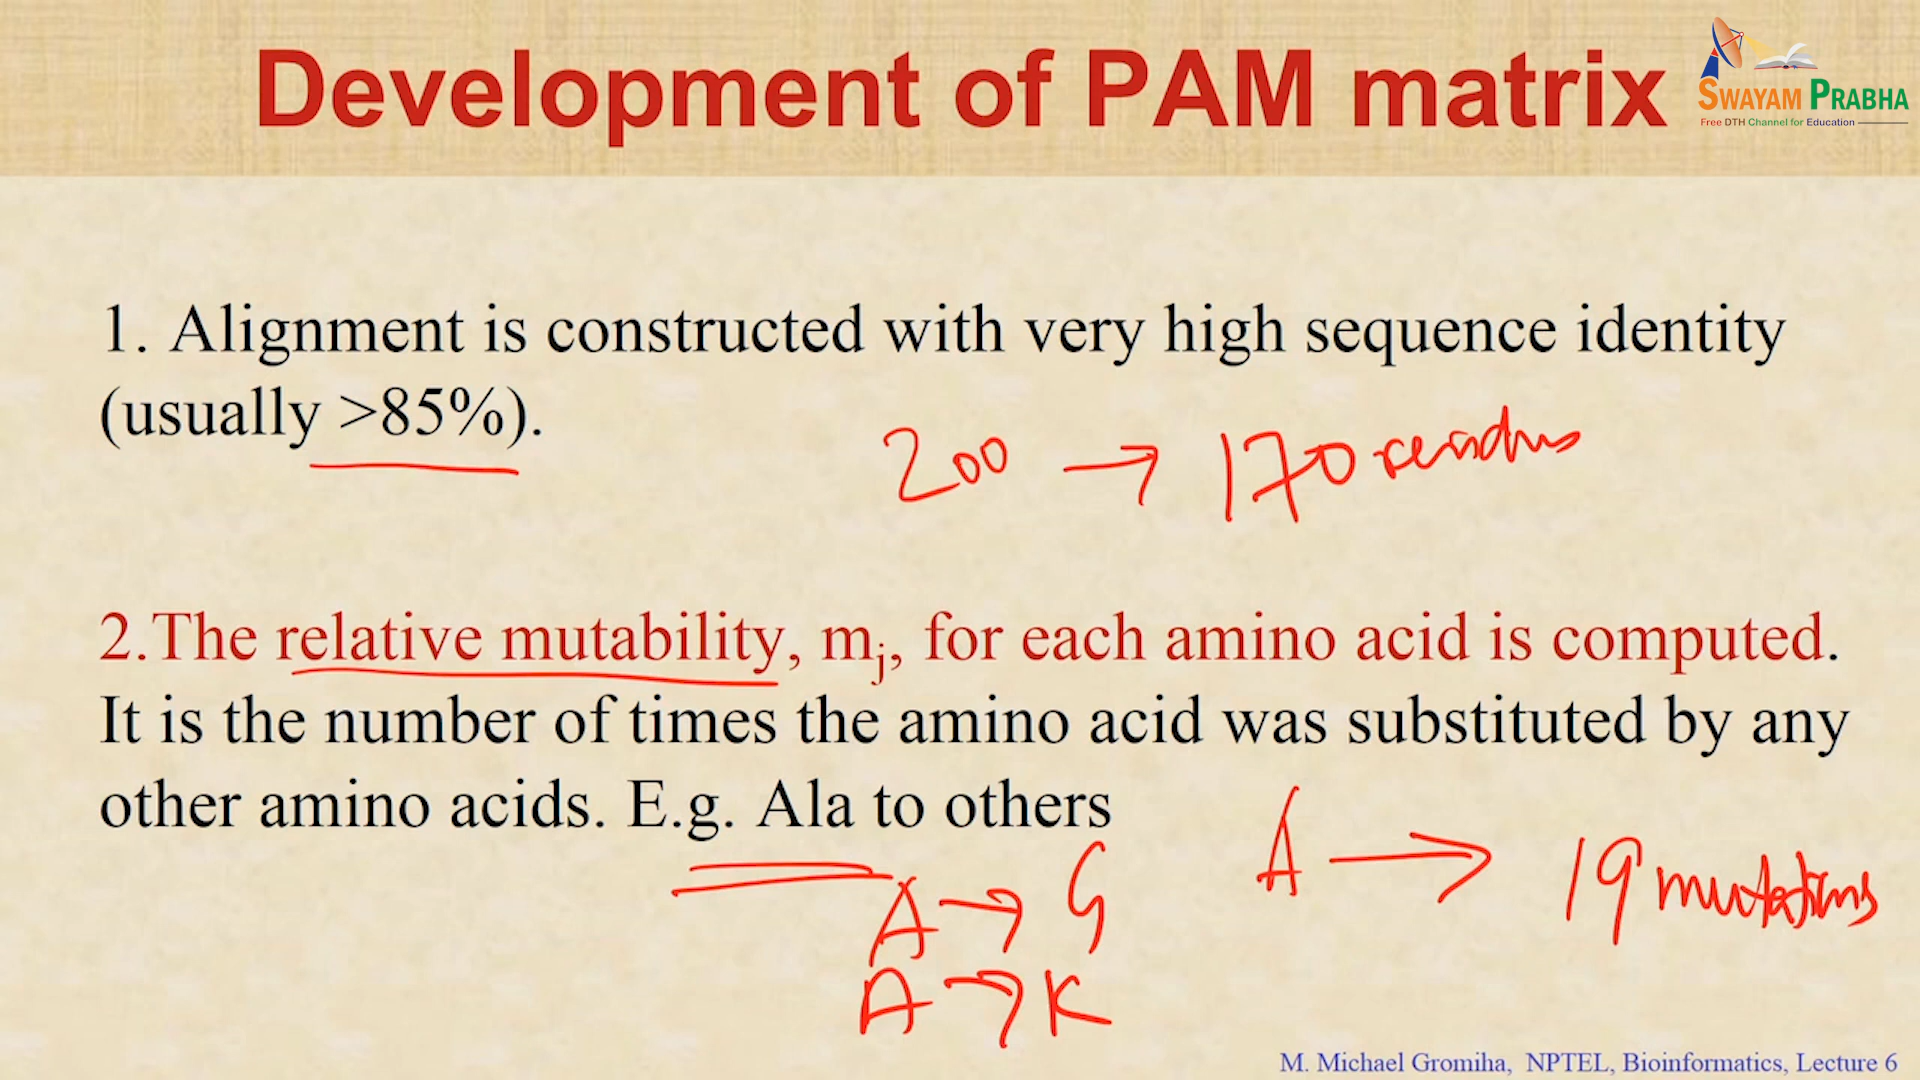 Development of PAM matrix
SWAYAM PRABHA
Free DTH Channel for Education
1. Alignment is constructed with very high sequence identity
(usually >85%).
200 → 170 residues
2.The relative mutability, mj, for each amino acid is computed.
It is the number of times the amino acid was substituted by any
other amino acids. E.g. Ala to others
A → 19 mutations
A → G
A → K
M. Michael Gromiha, NPTEL, Bioinformatics, Lecture 6